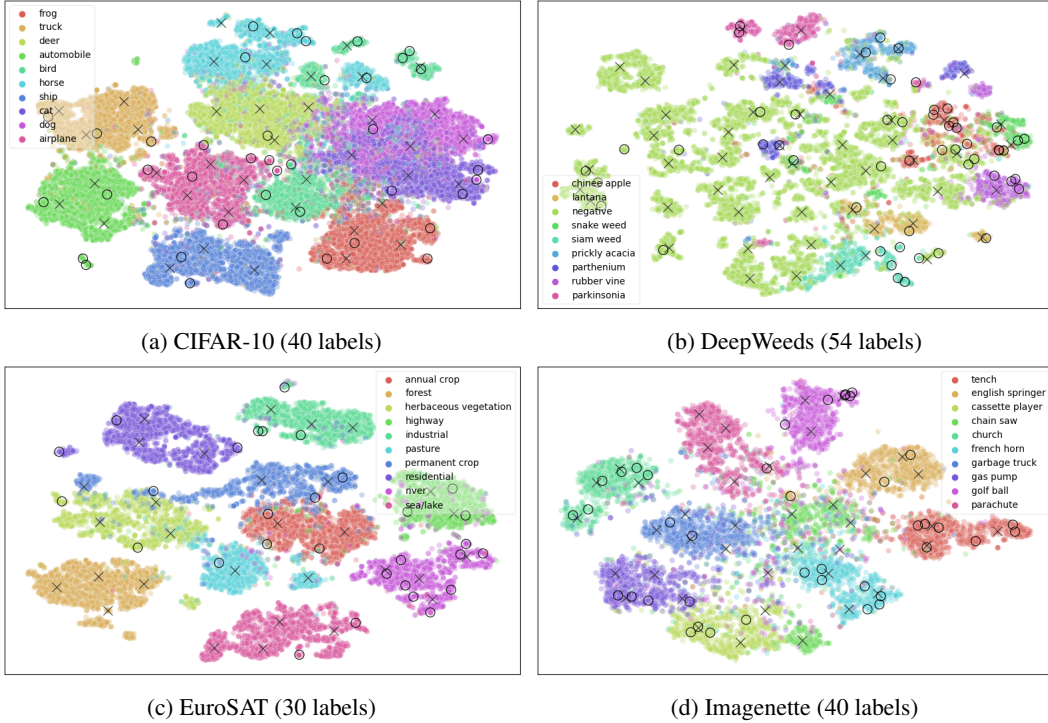 frog
truck
deer
automobile
bird
horse
ship
cat
dog
airplane
(a) CIFAR-10 (40 labels)
chinee apple
lantana
negative
snake weed
siam weed
prickly acacia
parthenium
rubber vine
parkinsonia
(b) DeepWeeds (54 labels)
annual crop
forest
herbaceous vegetation
highway
industrial
pasture
permanent crop
residential
river
sea/lake
(c) EuroSAT (30 labels)
tench
english springer
cassette player
chain saw
church
french horn
garbage truck
gas pump
golf ball
parachute
(d) Imagenette (40 labels)